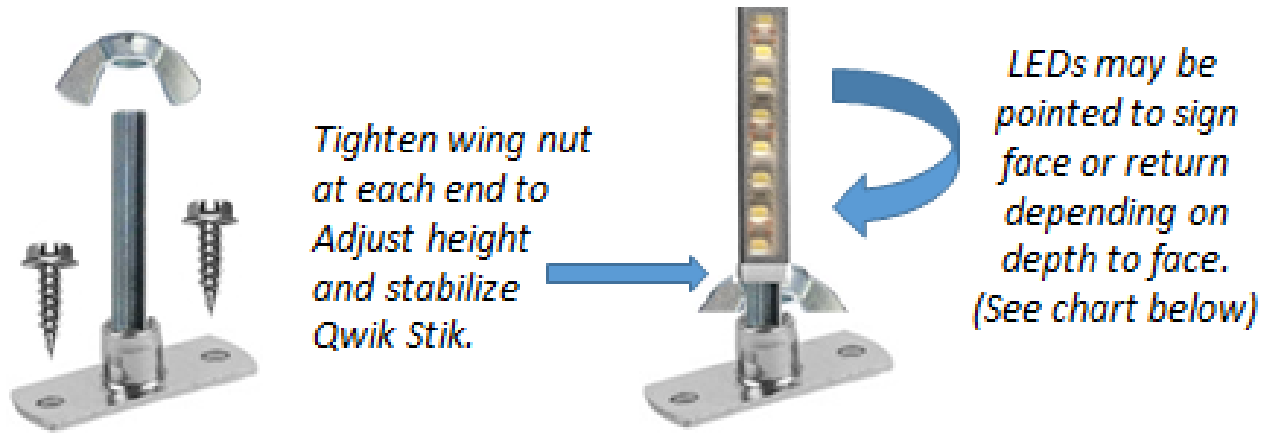 Tighten wing nut
at each end to
Adjust height
and stabilize
Qwik Stik.
LEDs may be
pointed to sign
face or return
depending on
depth to face.
(See chart below)